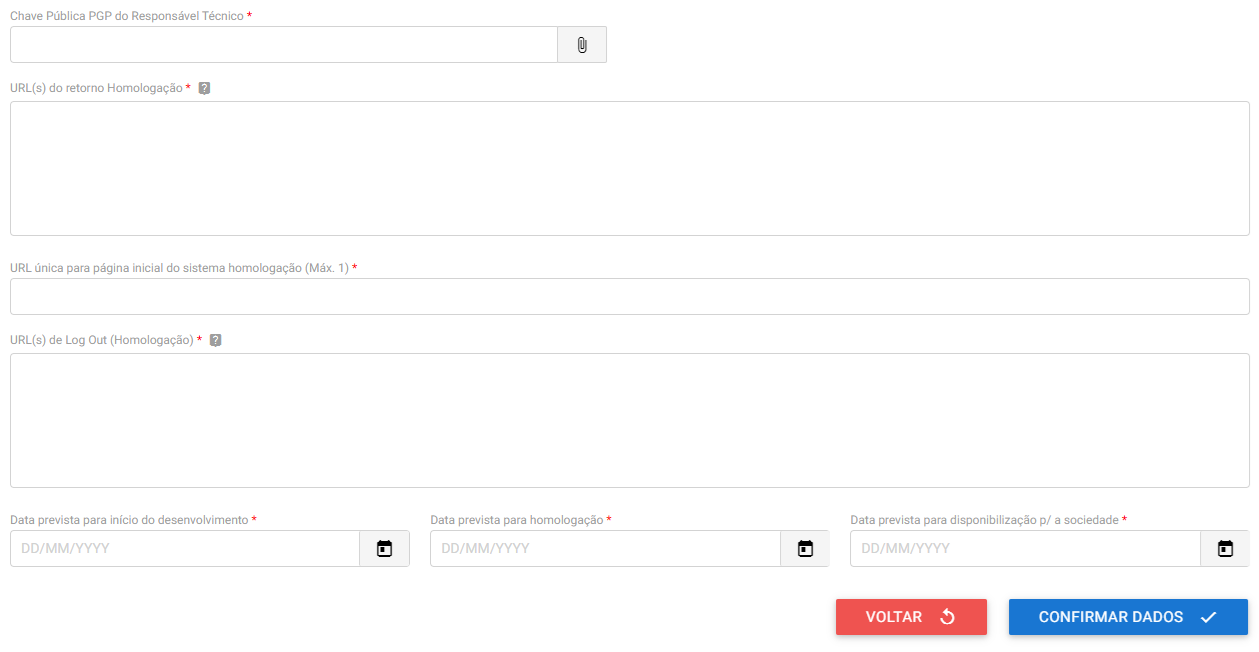 Chave Pública PGP do Responsável Técnico *
URL(s) do retorno Homologação * ?
URL única para página inicial do sistema homologação (Máx. 1) *
URL(s) de Log Out (Homologação) * ?
Data prevista para início do desenvolvimento * Data prevista para homologação * Data prevista para disponibilização p/ a sociedade *
DD/MM/YYYY DD/MM/YYYY DD/MM/YYYY
VOLTAR CONFIRMAR DADOS